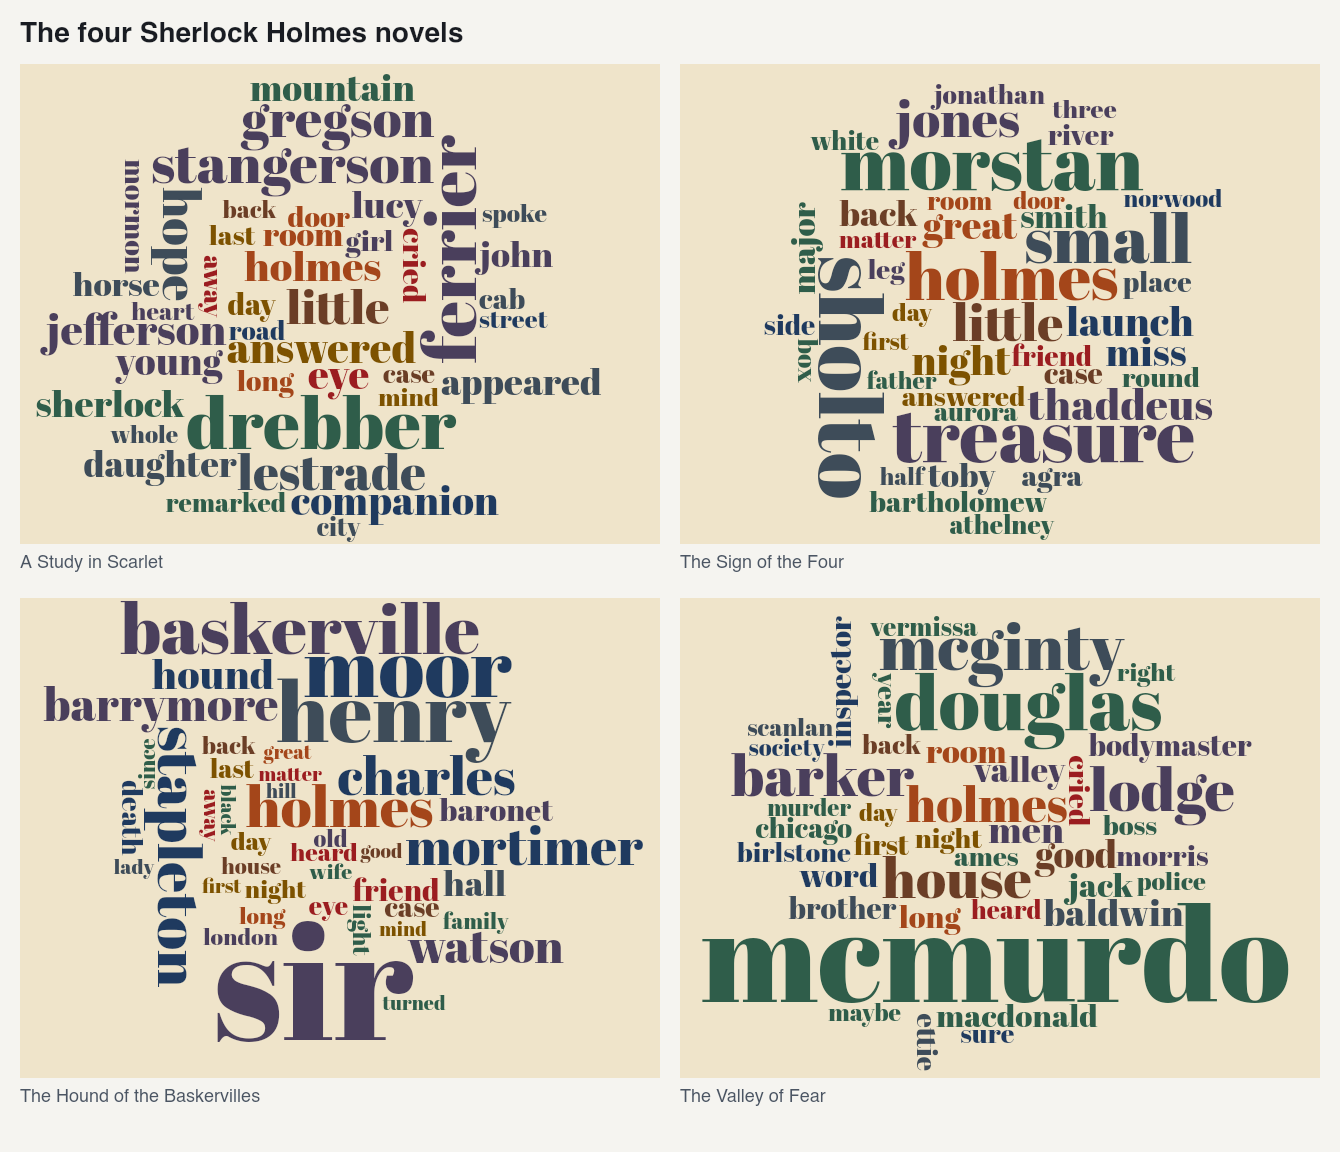 The four Sherlock Holmes novels
mountain
gregson
stangerson
ferrier
mormon
hope
back
door
lucy
spoke
last
room
girl
cried
john
holmes
away
horse
heart
day
little
cab
street
jefferson
road
answered
young
long
eye
case
mind
appeared
sherlock
drebber
whole
daughter
lestrade
remarked
companion
city
A Study in Scarlet
jonathan
jones
three
river
white
morstan
norwood
room
door
back
great
smith
major
matter
small
leg
holmes
place
sholto
day
little
launch
side
first
box
night
friend
miss
father
case
round
answered
aurora
thaddeus
treasure
half
toby
agra
bartholomew
athelney
The Sign of the Four
baskerville
hound
moor
barrymore
henry
stapleton
since
back
great
last
matter
charles
hill
death
away
black
holmes
baronet
day
old
heard
good
mortimer
lady
house
wife
first
night
friend
hall
long
eye
light
case
mind
family
london
watson
sir
turned
The Hound of the Baskervilles
inspector
vermissa
mcginty
right
year
douglas
scanlan
society
back
room
bodymaster
barker
valley
cried
lodge
murder
day
holmes
chicago
men
boss
birlstone
first
night
ames
good
morris
word
house
jack
police
brother
long
heard
baldwin
mcmurdo
maybe
ettie
macdonald
sure
The Valley of Fear